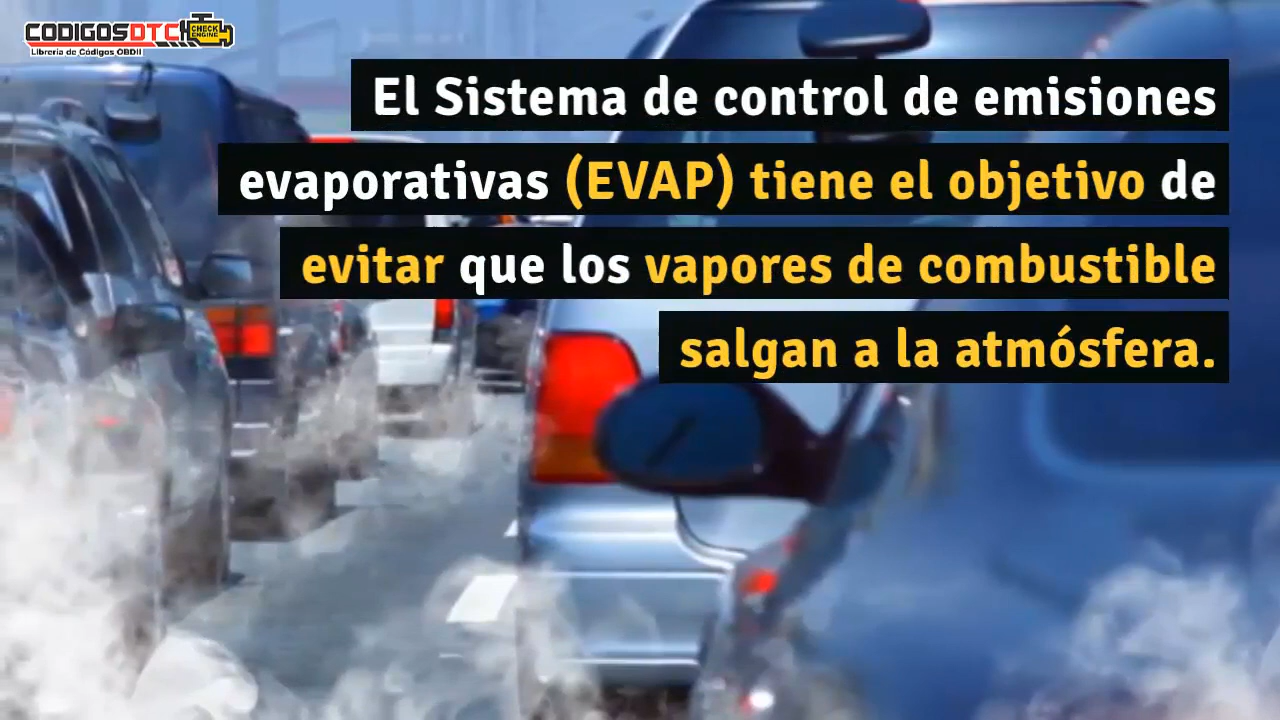 CODIGOSDTC
CHECK
ENGINE
Librería de Códigos OBDII
El Sistema de control de emisiones
evaporativas (EVAP) tiene el objetivo de
evitar que los vapores de combustible
salgan a la atmósfera.